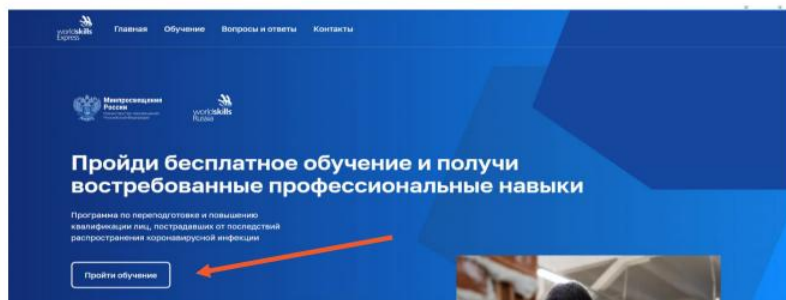 worldskills
Express
Главная Обучение Вопросы и ответы Контакты
Минпросвещения
России
worldskills
Russia
Пройди бесплатное обучение и получи
востребованные профессиональные навыки
Программа по переподготовке и повышению
квалификации лиц, пострадавших от последствий
распространения коронавирусной инфекции
Пройти обучение